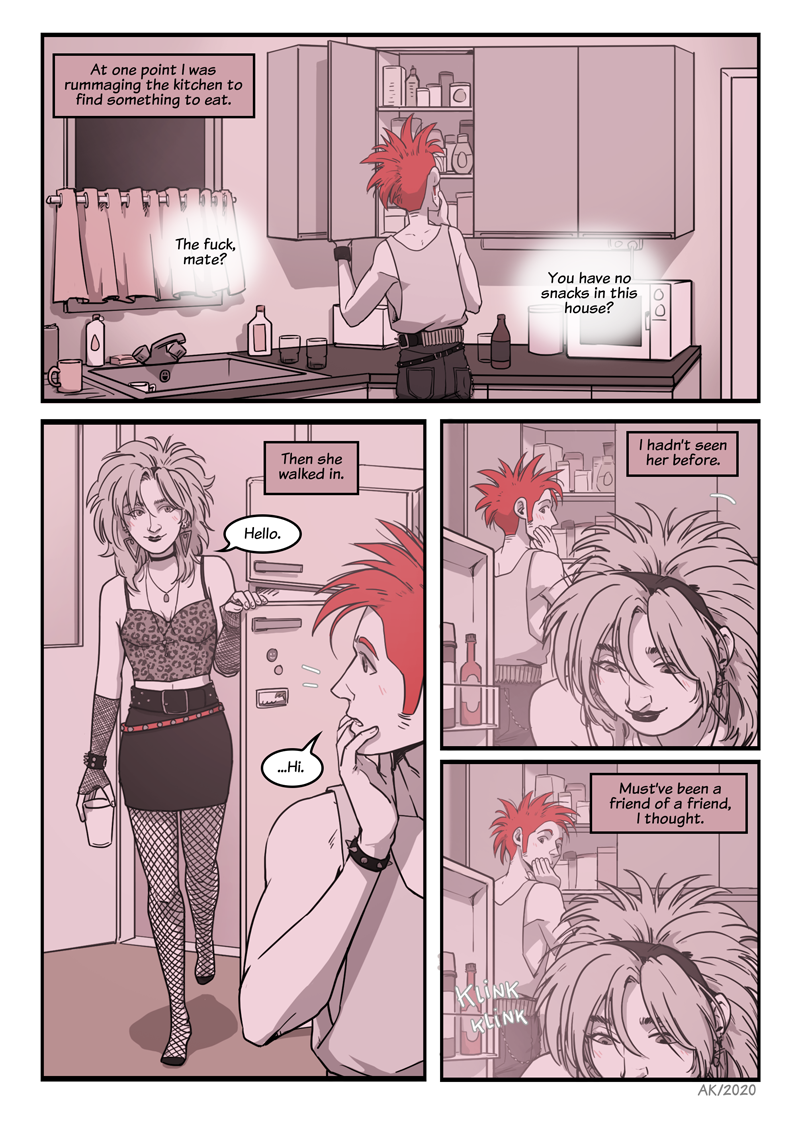 At one point I was
rummaging the kitchen to
find something to eat.
The fuck,
mate?
You have no
snacks in this
house?
Then she
walked in.
Hello.
...Hi.
I hadn't seen
her before.
Must've been a
friend of a friend,
I thought.
KLINK
KLINK
AK/2020